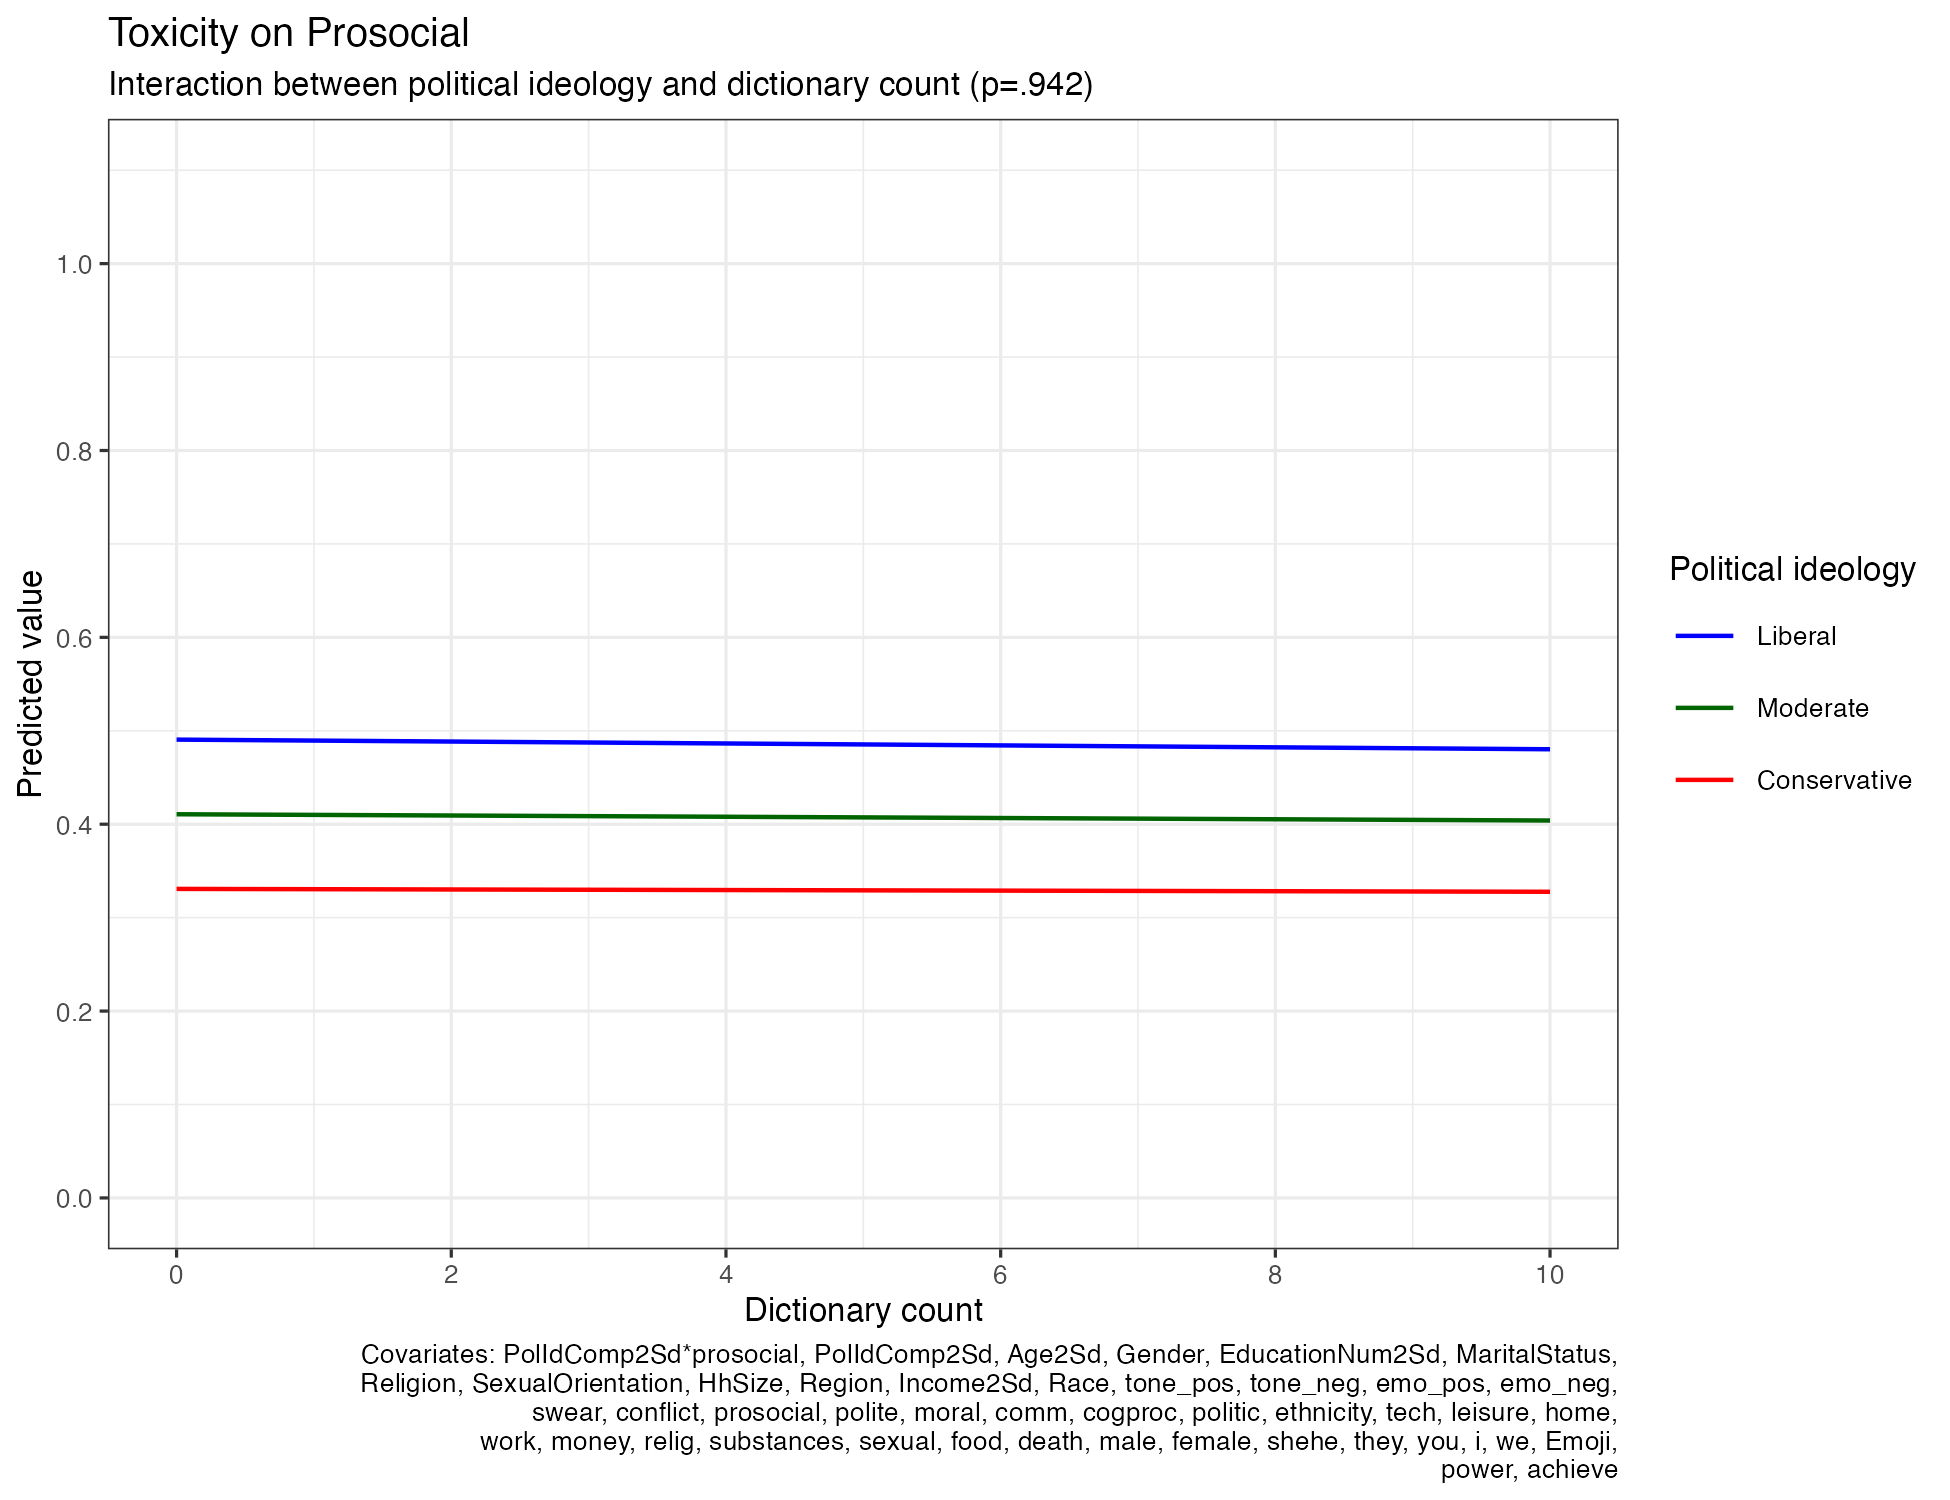 Toxicity on Prosocial
Interaction between political ideology and dictionary count (p=.942)
Predicted value
1.0
0.8
0.6
0.4
0.2
0.0
0 2 4 6 8 10
Dictionary count
Political ideology
Liberal
Moderate
Conservative
Covariates: PolIdComp2Sd*prosocial, PolIdComp2Sd, Age2Sd, Gender, EducationNum2Sd, MaritalStatus,
Religion, SexualOrientation, HhSize, Region, Income2Sd, Race, tone_pos, tone_neg, emo_pos, emo_neg,
swear, conflict, prosocial, polite, moral, comm, cogproc, politic, ethnicity, tech, leisure, home,
work, money, relig, substances, sexual, food, death, male, female, shehe, they, you, i, we, Emoji,
power, achieve